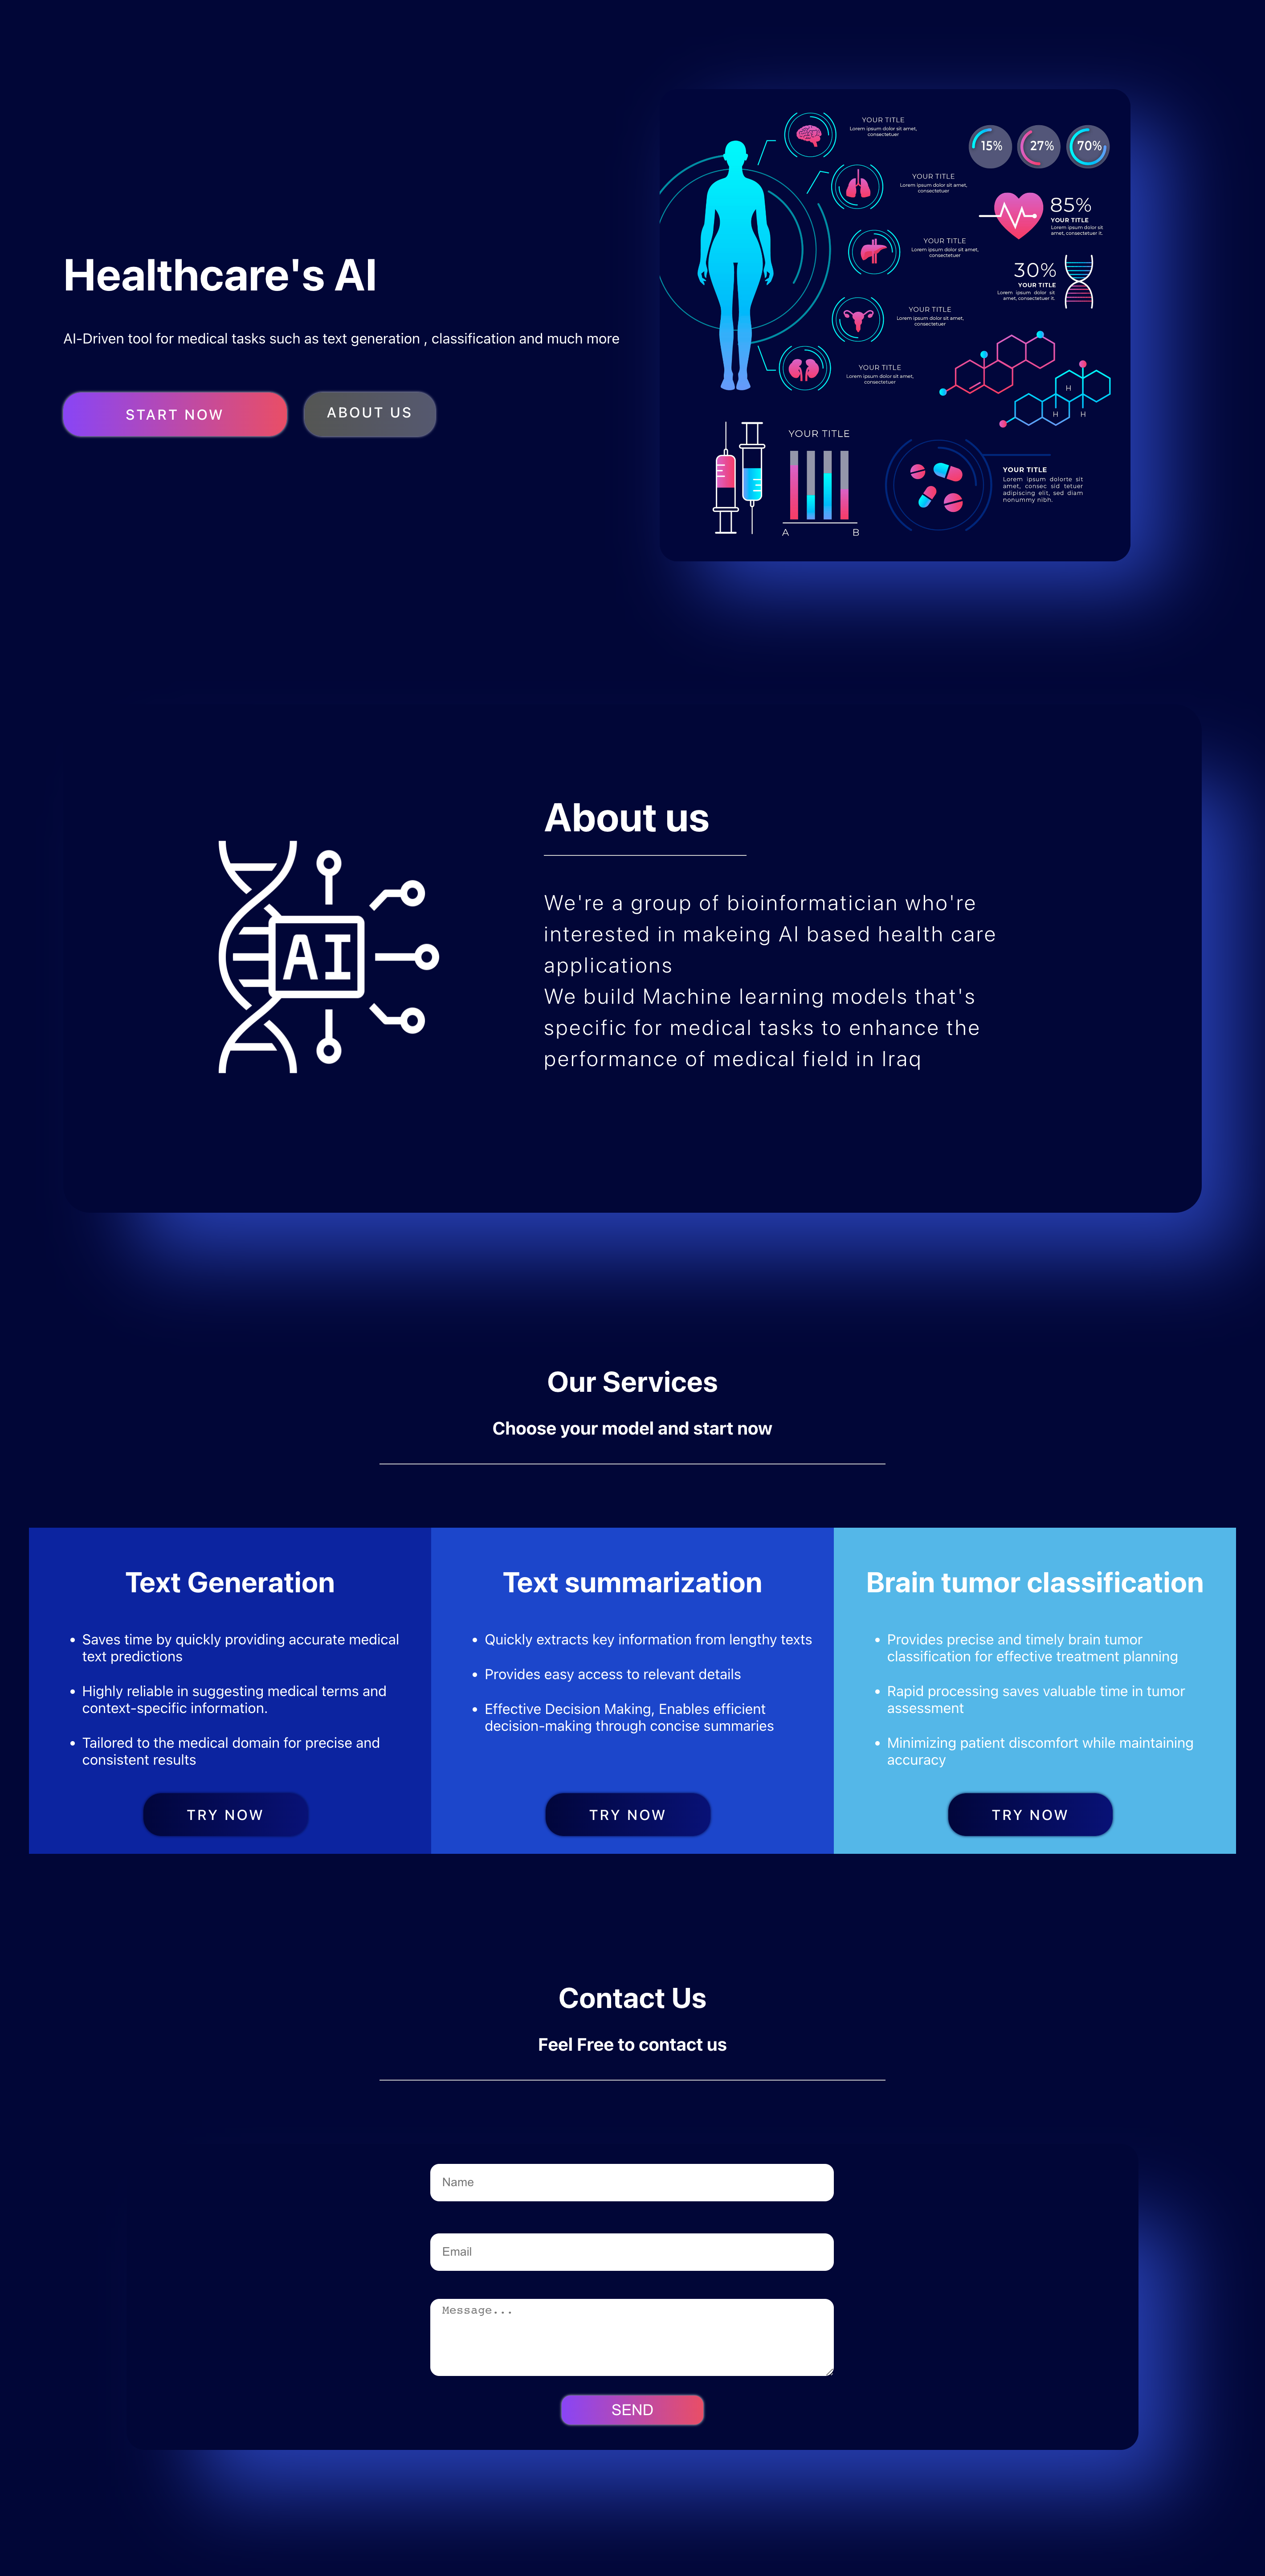 Healthcare's AI
AI-Driven tool for medical tasks such as text generation , classification and much more
START NOW
ABOUT US
YOUR TITLE
Lorem ipsum dolor sit amet,
consectetuer
YOUR TITLE
Lorem ipsum dolor sit amet,
consectetuer
YOUR TITLE
Lorem ipsum dolor sit amet,
consectetuer
YOUR TITLE
Lorem ipsum dolor sit amet,
consectetuer
YOUR TITLE
Lorem ipsum dolor sit amet,
consectetuer
15%
27%
70%
85%
YOUR TITLE
Lorem ipsum dolor sit
amet, consectetuer it.
30%
YOUR TITLE
Lorem ipsum dolor sit
amet, consectetuer it.
H
H
H
YOUR TITLE
A
B
YOUR TITLE
Lorem ipsum dolorte sit
amet, consec sid tetuer
adipiscing elit, sed diam
nonummy nibh.
AI
About us
We're a group of bioinformatician who're
interested in makeing AI based health care
applications
We build Machine learning models that's
specific for medical tasks to enhance the
performance of medical field in Iraq
Our Services
Choose your model and start now
Text Generation
Saves time by quickly providing accurate medical
text predictions
Highly reliable in suggesting medical terms and
context-specific information.
Tailored to the medical domain for precise and
consistent results
TRY NOW
Text summarization
Quickly extracts key information from lengthy texts
Provides easy access to relevant details
Effective Decision Making, Enables efficient
decision-making through concise summaries
TRY NOW
Brain tumor classification
Provides precise and timely brain tumor
classification for effective treatment planning
Rapid processing saves valuable time in tumor
assessment
Minimizing patient discomfort while maintaining
accuracy
TRY NOW
Contact Us
Feel Free to contact us
Name
Email
Message...
SEND